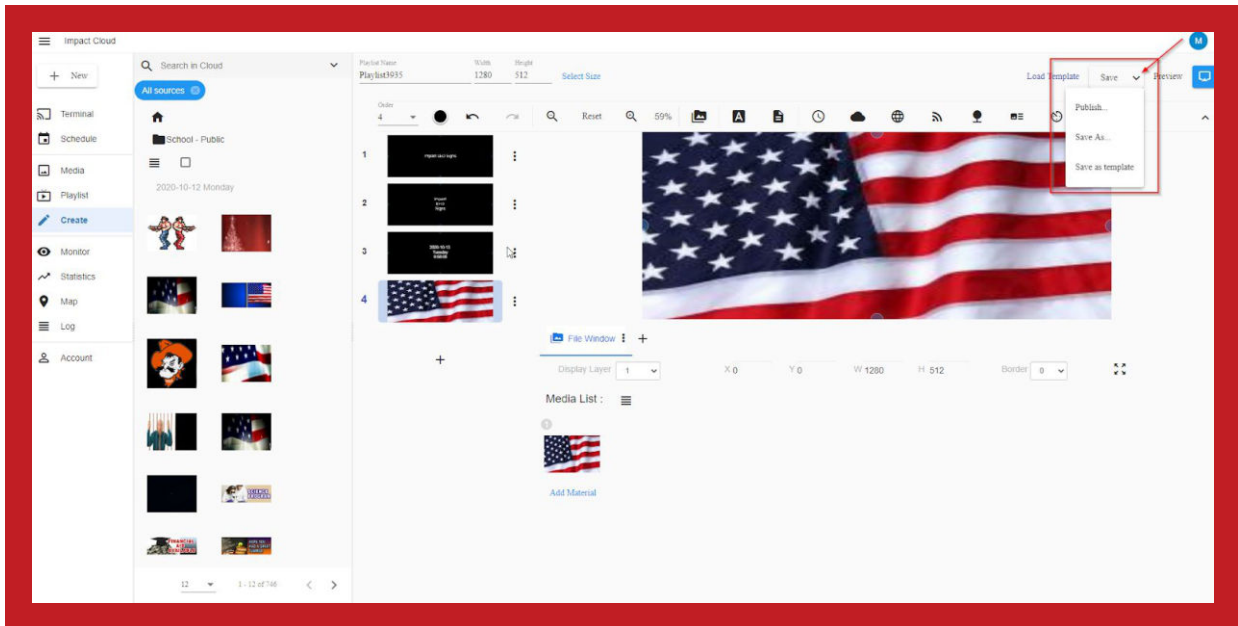 Impact Cloud
M
New
Terminal
Schedule
Media
Playlist
Create
Monitor
Statistics
Map
Log
Account
Search in Cloud
All sources
School - Public
2020-10-12 Monday
12
1 - 12 of 746
Playlist Name
Playlist3935
Width
1280
Height
512
Select Size
Load Template
Save
Preview
Publish...
Save As...
Save as template
Order
4
Reset
59%
A
1
2
3
4
File Window
Display Layer
1
X 0
Y 0
W 1280
H 512
Border
0
Media List :
Add Material